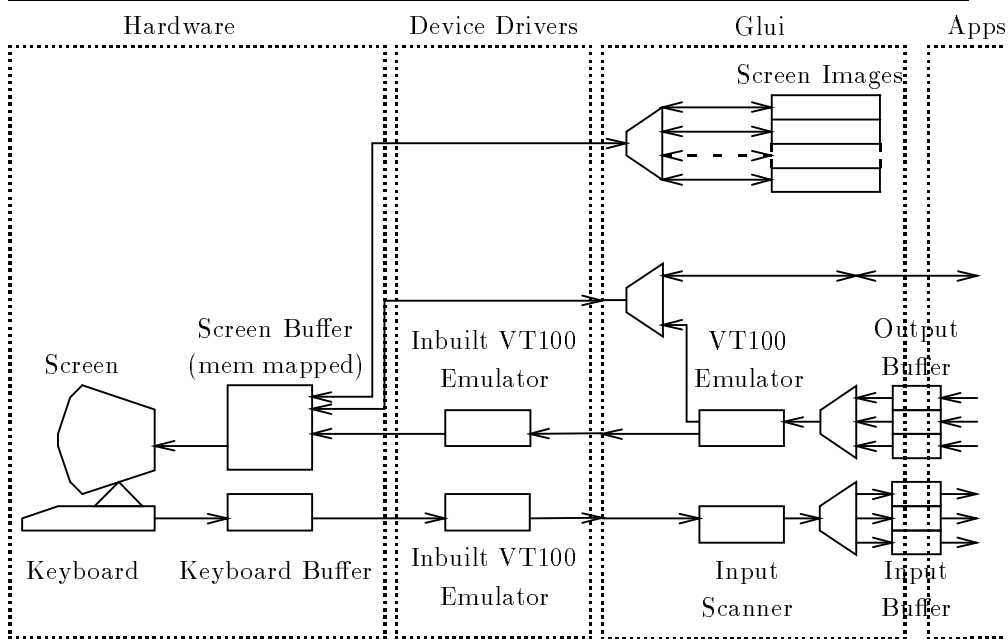 Hardware
Device Drivers
Glui
Apps
Screen Images
Screen Buffer
(mem mapped)
Screen
Inbuilt VT100
Emulator
VT100
Emulator
Output
Buffer
Keyboard
Keyboard Buffer
Inbuilt VT100
Emulator
Input
Scanner
Input
Buffer